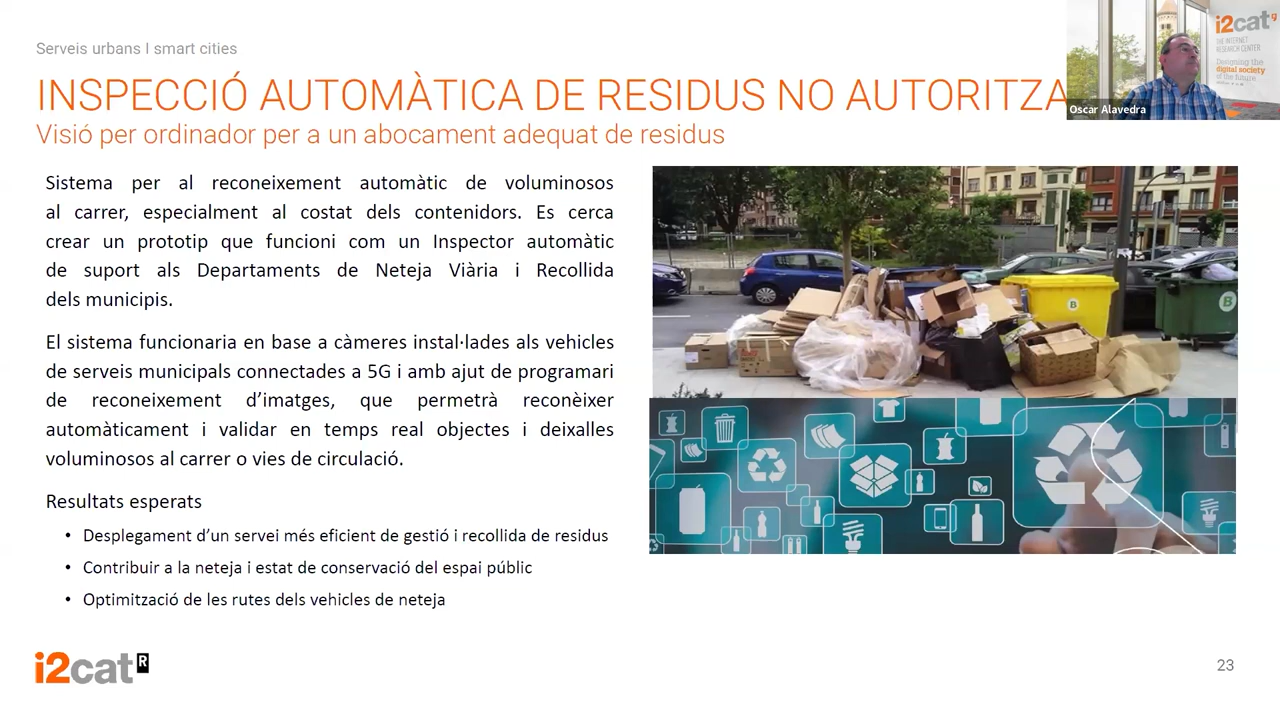 Serveis urbans I smart cities
INSPECCIÓ AUTOMÀTICA DE RESIDUS NO AUTORITZA
Visió per ordinador per a un abocament adequat de residus
i2cat
THE INTERNET
RESEARCH CENTER
Designing the
digital society
of the future
Oscar Alavedra
Sistema per al reconeixement automàtic de voluminosos
al carrer, especialment al costat dels contenidors. Es cerca
crear un prototip que funcioni com un Inspector automàtic
de suport als Departaments de Neteja Viària i Recollida
dels municipis.
El sistema funcionaria en base a càmeres instal·lades als vehicles
de serveis municipals connectades a 5G i amb ajut de programari
de reconeixement d’imatges, que permetrà reconèixer
automàticament i validar en temps real objectes i deixalles
voluminosos al carrer o vies de circulació.
Resultats esperats
• Desplegament d’un servei més eficient de gestió i recollida de residus
• Contribuir a la neteja i estat de conservació del espai públic
• Optimització de les rutes dels vehicles de neteja
B
B
i2cat R
23